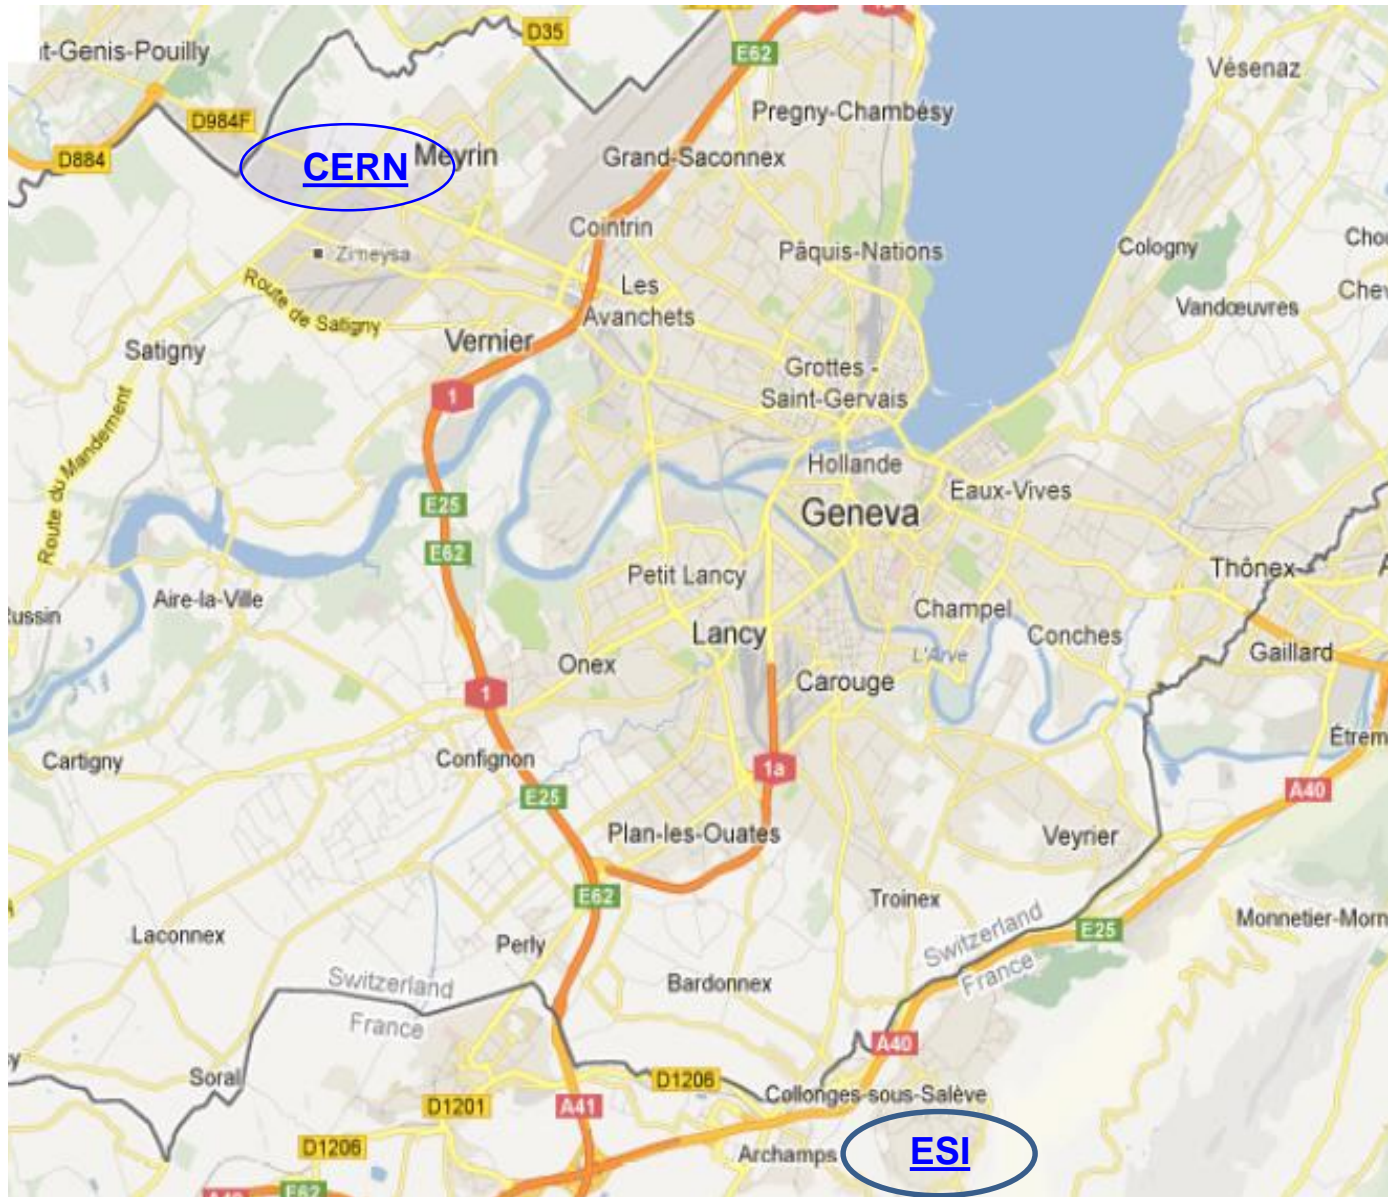 D35
E62
Vésenaz
t-Genis-Pouilly
D984F
Pregny-Chambésy
D884
CERN
Meyrin
Grand-Saconnex
Cointrin
Pâquis-Nations
Cologny
Zimeysa
Les
Avanchets
Route de Satigny
Vandœuvres
Vernier
Satigny
Grottes -
Saint-Gervais
1
Route du Mandement
Hollande
Eaux-Vives
E25
Geneva
E62
Petit Lancy
Thônex
Aire-la-Ville
Champel
ussin
Lancy
Conches
L'Arve
Gaillard
Onex
Carouge
1
Étrem
Cartigny
Confignon
1a
A40
E25
Plan-les-Ouates
Veyrier
E62
Troinex
Monnetier-Morn
Laconnex
Perly
Switzerland
France
E25
Bardonnex
Switzerland
France
A40
Soral
D1206
Collonges-sous-Salève
D1201
A41
D1206
Archamps
ESI
E62